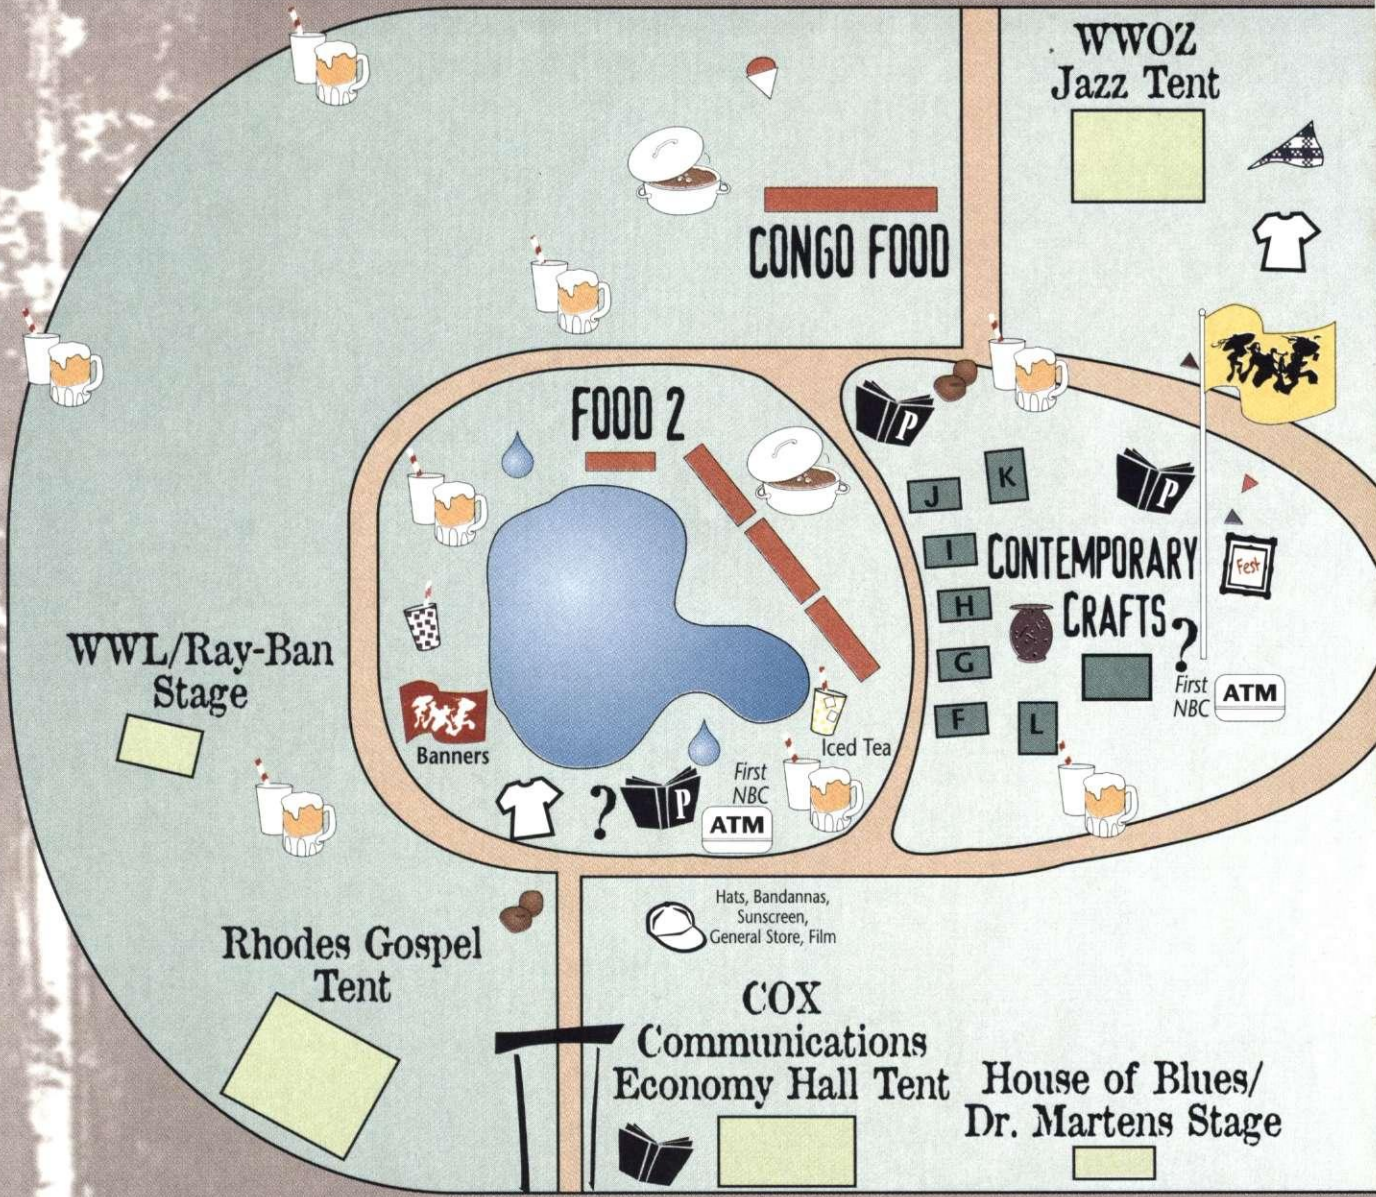 WWOZ
Jazz Tent
CONGO FOOD
FOOD 2
P
P
J
K
I
CONTEMPORARY
Fest
H
CRAFTS
?
G
First
NBC
ATM
F
L
WWL/Ray-Ban
Stage
Banners
Iced Tea
?
P
First
NBC
ATM
Hats, Bandannas,
Sunscreen,
General Store, Film
Rhodes Gospel
Tent
COX
Communications
Economy Hall Tent
House of Blues/
Dr. Martens Stage